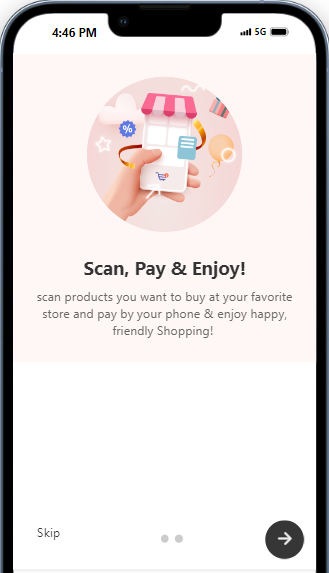 4:46 PM
5G
%
Scan, Pay & Enjoy!
scan products you want to buy at your favorite
store and pay by your phone & enjoy happy,
friendly Shopping!
Skip